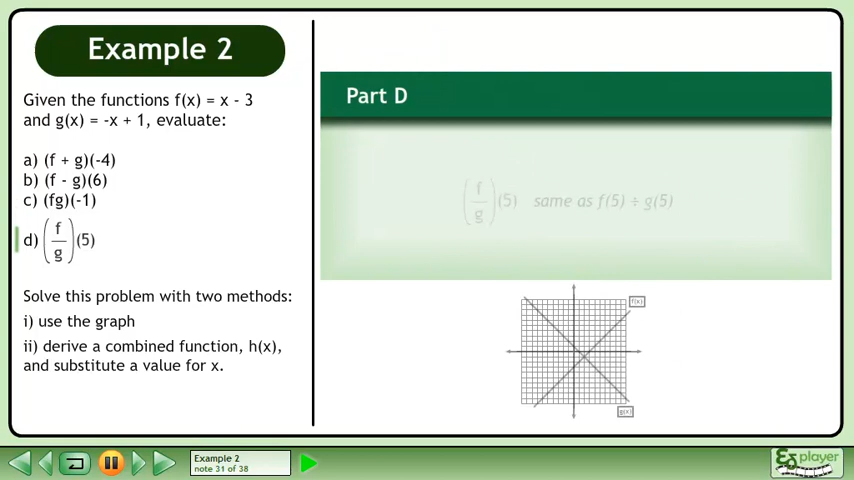 Example 2
Given the functions f(x) = x - 3
and g(x) = -x + 1, evaluate:
a) (f + g)(-4)
b) (f - g)(6)
c) (fg)(-1)
d) (f/g)(5)
Solve this problem with two methods:
i) use the graph
ii) derive a combined function, h(x),
and substitute a value for x.
Part D
(f/g)(5) same as f(5) ÷ g(5)
f(x)
g(x)
Example 2
note 31 of 38
player